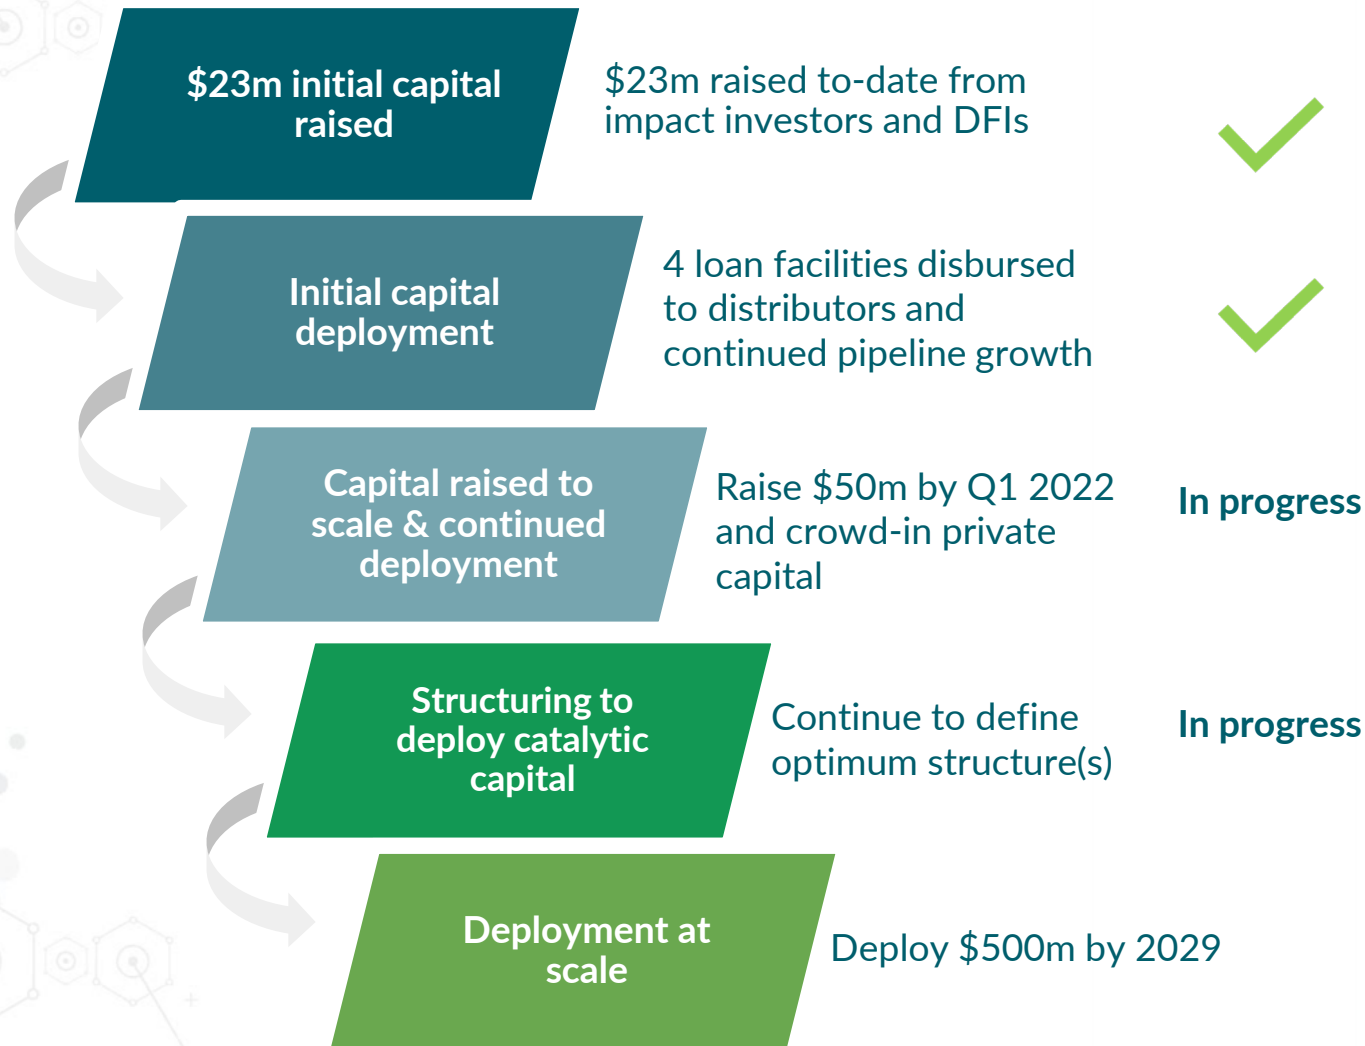 $23m initial capital
raised
$23m raised to-date from
impact investors and DFIs
Initial capital
deployment
4 loan facilities disbursed
to distributors and
continued pipeline growth
Capital raised to
scale & continued
deployment
Raise $50m by Q1 2022
and crowd-in private
capital
In progress
Structuring to
deploy catalytic
capital
Continue to define
optimum structure(s)
In progress
Deployment at
scale
Deploy $500m by 2029